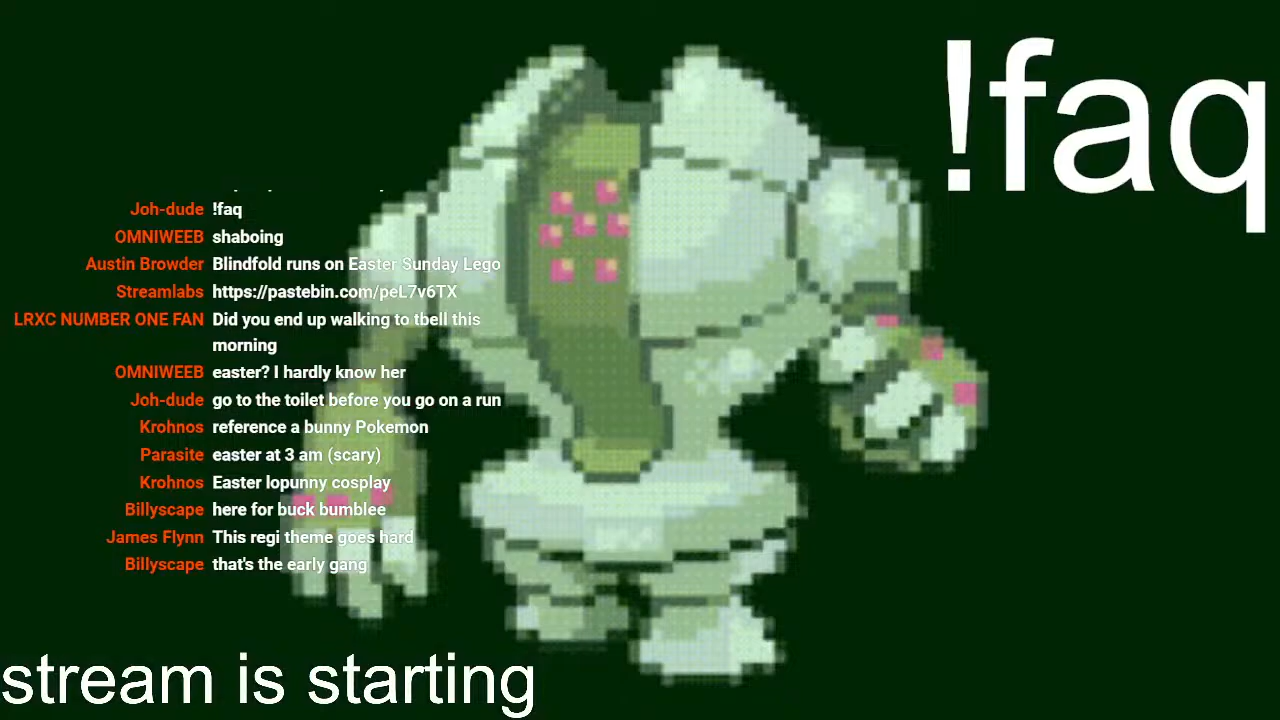 !faq
Joh-dude !faq
OMNIWEEB shaboing
Austin Browder Blindfold runs on Easter Sunday Lego
Streamlabs https://pastebin.com/peL7v6TX
LRXC NUMBER ONE FAN Did you end up walking to tbell this
morning
OMNIWEEB easter? I hardly know her
Joh-dude go to the toilet before you go on a run
Krohnos reference a bunny Pokemon
Parasite easter at 3 am (scary)
Krohnos Easter lopunny cosplay
Billyscape here for buck bumblee
James Flynn This regi theme goes hard
Billyscape that's the early gang
stream is starting